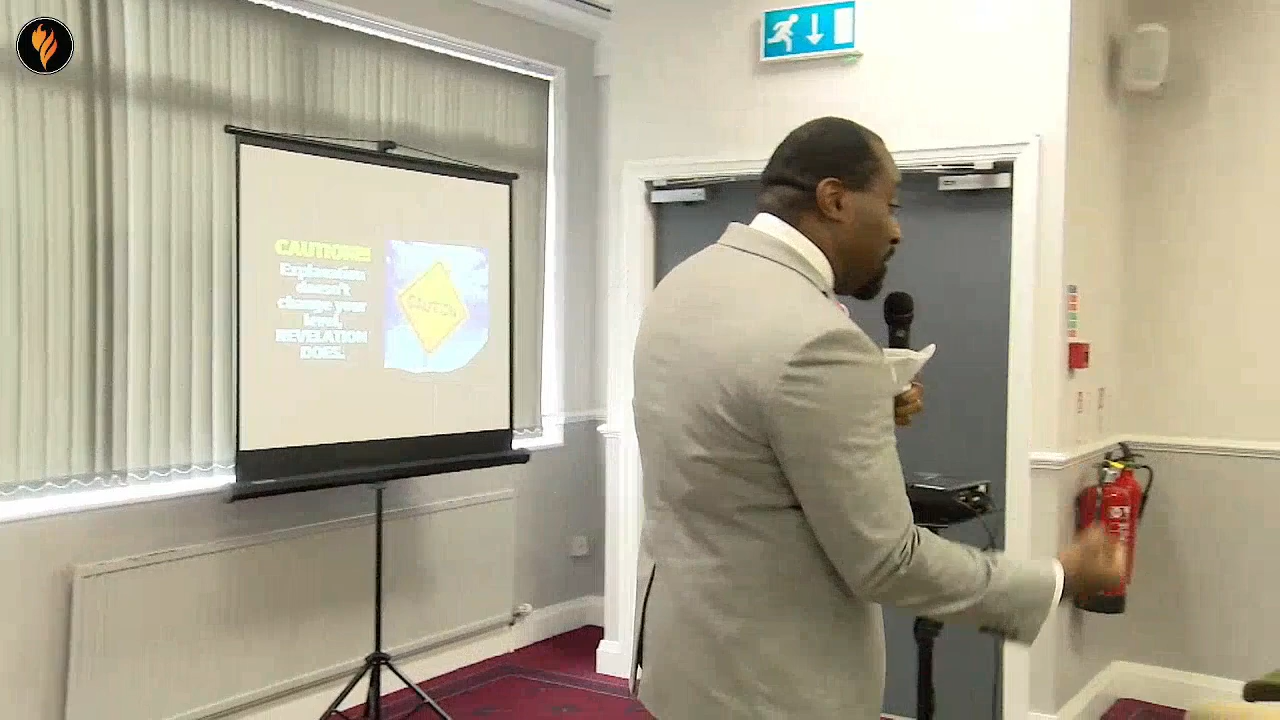 CAUTION!!!
Explanation
doesn't
change your
level,
REVELATION
DOES.
CAUTION